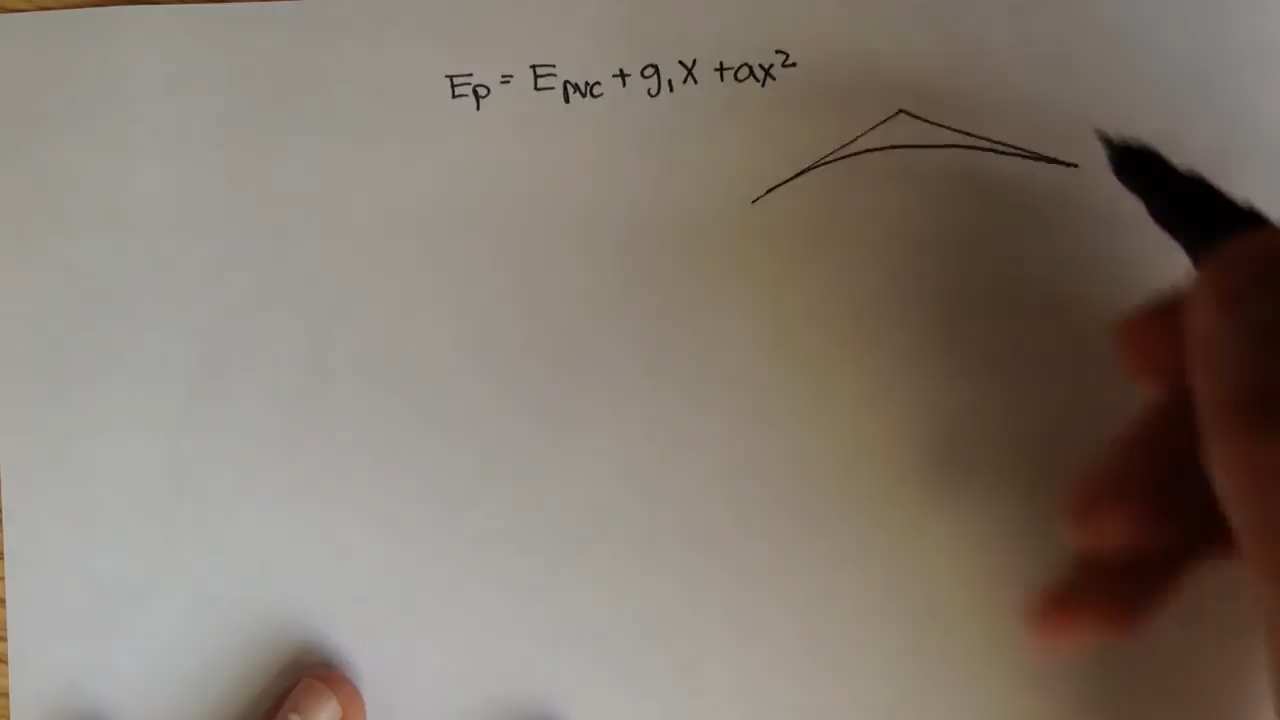 Ep = Epvc + g₁x + ax²